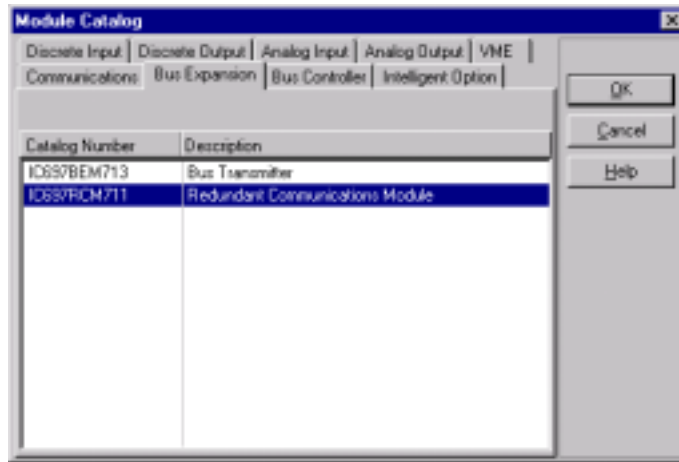 Module Catalog
Discrete Input Discrete Output Analog Input Analog Output VME
Communications Bus Expansion Bus Controller Intelligent Option
OK
Cancel
Help
Catalog Number Description
IC697BEM713 Bus Transmitter
IC697RCM711 Redundant Communications Module